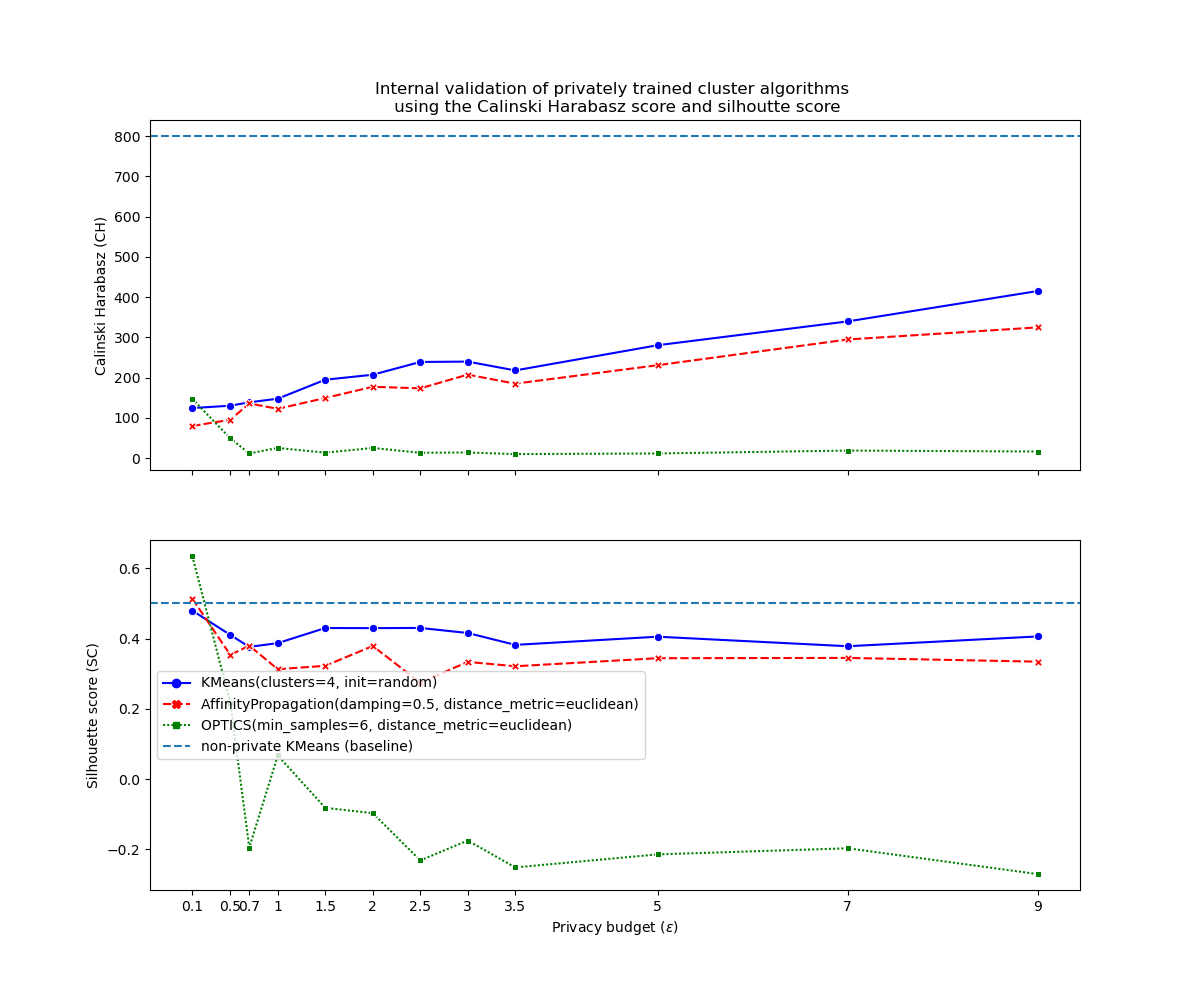 Internal validation of privately trained cluster algorithms
using the Calinski Harabasz score and silhoutte score
800
700
600
500
400
300
200
100
0
Calinski Harabasz (CH)
0.6
0.4
0.2
0.0
−0.2
Silhouette score (SC)
KMeans(clusters=4, init=random)
AffinityPropagation(damping=0.5, distance_metric=euclidean)
OPTICS(min_samples=6, distance_metric=euclidean)
non-private KMeans (baseline)
0.1 0.5 0.7 1 1.5 2 2.5 3 3.5 5 7 9
Privacy budget (ε)